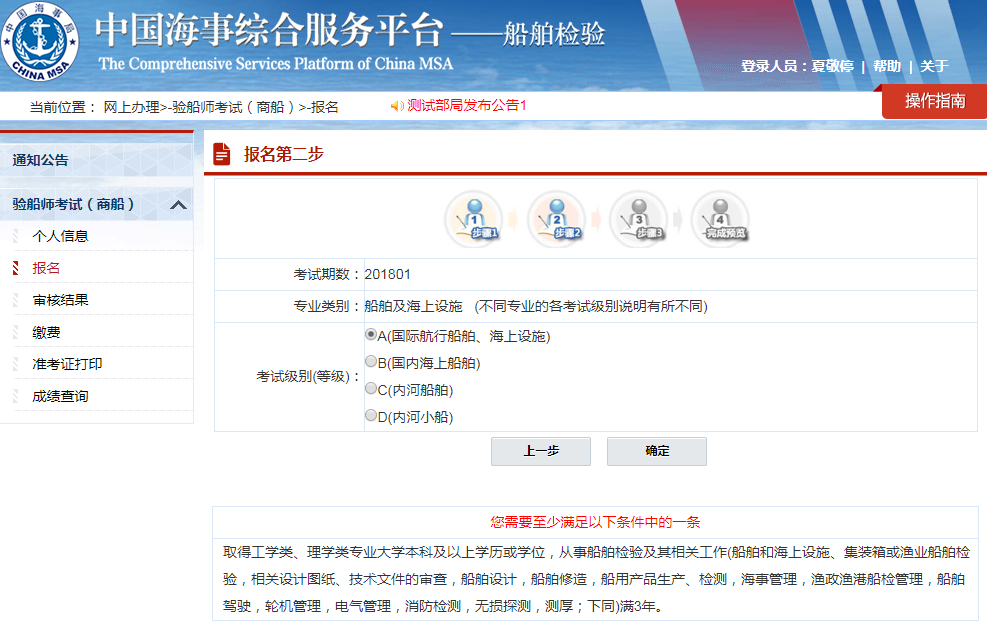 中国海事局
CHINA MSA
中国海事综合服务平台——船舶检验
The Comprehensive Services Platform of China MSA
登录人员：夏敬停 | 帮助 | 关于
当前位置： 网上办理>-验船师考试（商船）>-报名
测试部局发布公告1
操作指南
通知公告
验船师考试（商船）
个人信息
报名
审核结果
缴费
准考证打印
成绩查询
报名第二步
1 步骤1
2 步骤2
3 步骤3
4 完成预览
考试期数：201801
专业类别：船舶及海上设施 (不同专业的各考试级别说明有所不同)
考试级别(等级)：
A(国际航行船舶、海上设施)
B(国内海上船舶)
C(内河船舶)
D(内河小船)
上一步 确定
您需要至少满足以下条件中的一条
取得工学类、理学类专业大学本科及以上学历或学位，从事船舶检验及其相关工作(船舶和海上设施、集装箱或渔业船舶检
验，相关设计图纸、技术文件的审查，船舶设计，船舶修造，船用产品生产、检测，海事管理，渔政渔港船检管理，船舶
驾驶，轮机管理，电气管理，消防检测，无损探测，测厚；下同)满3年。